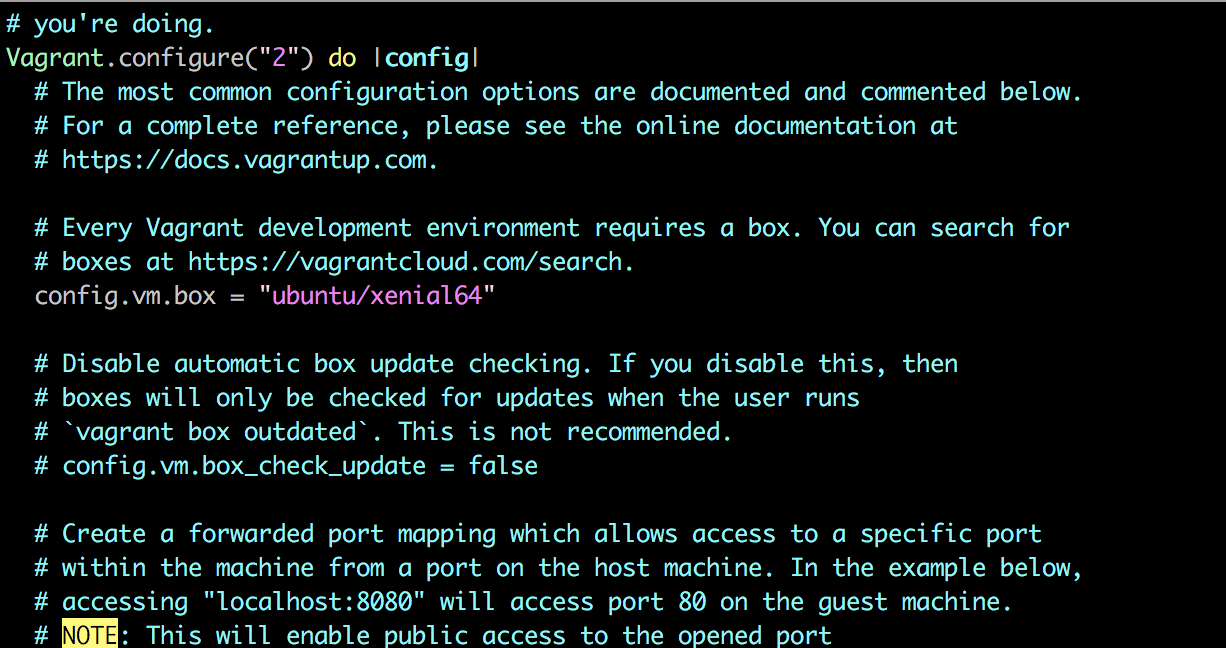 # you're doing.
Vagrant.configure("2") do |config|
# The most common configuration options are documented and commented below.
# For a complete reference, please see the online documentation at
# https://docs.vagrantup.com.
# Every Vagrant development environment requires a box. You can search for
# boxes at https://vagrantcloud.com/search.
config.vm.box = "ubuntu/xenial64"
# Disable automatic box update checking. If you disable this, then
# boxes will only be checked for updates when the user runs
# `vagrant box outdated`. This is not recommended.
# config.vm.box_check_update = false
# Create a forwarded port mapping which allows access to a specific port
# within the machine from a port on the host machine. In the example below,
# accessing "localhost:8080" will access port 80 on the guest machine.
# NOTE: This will enable public access to the opened port